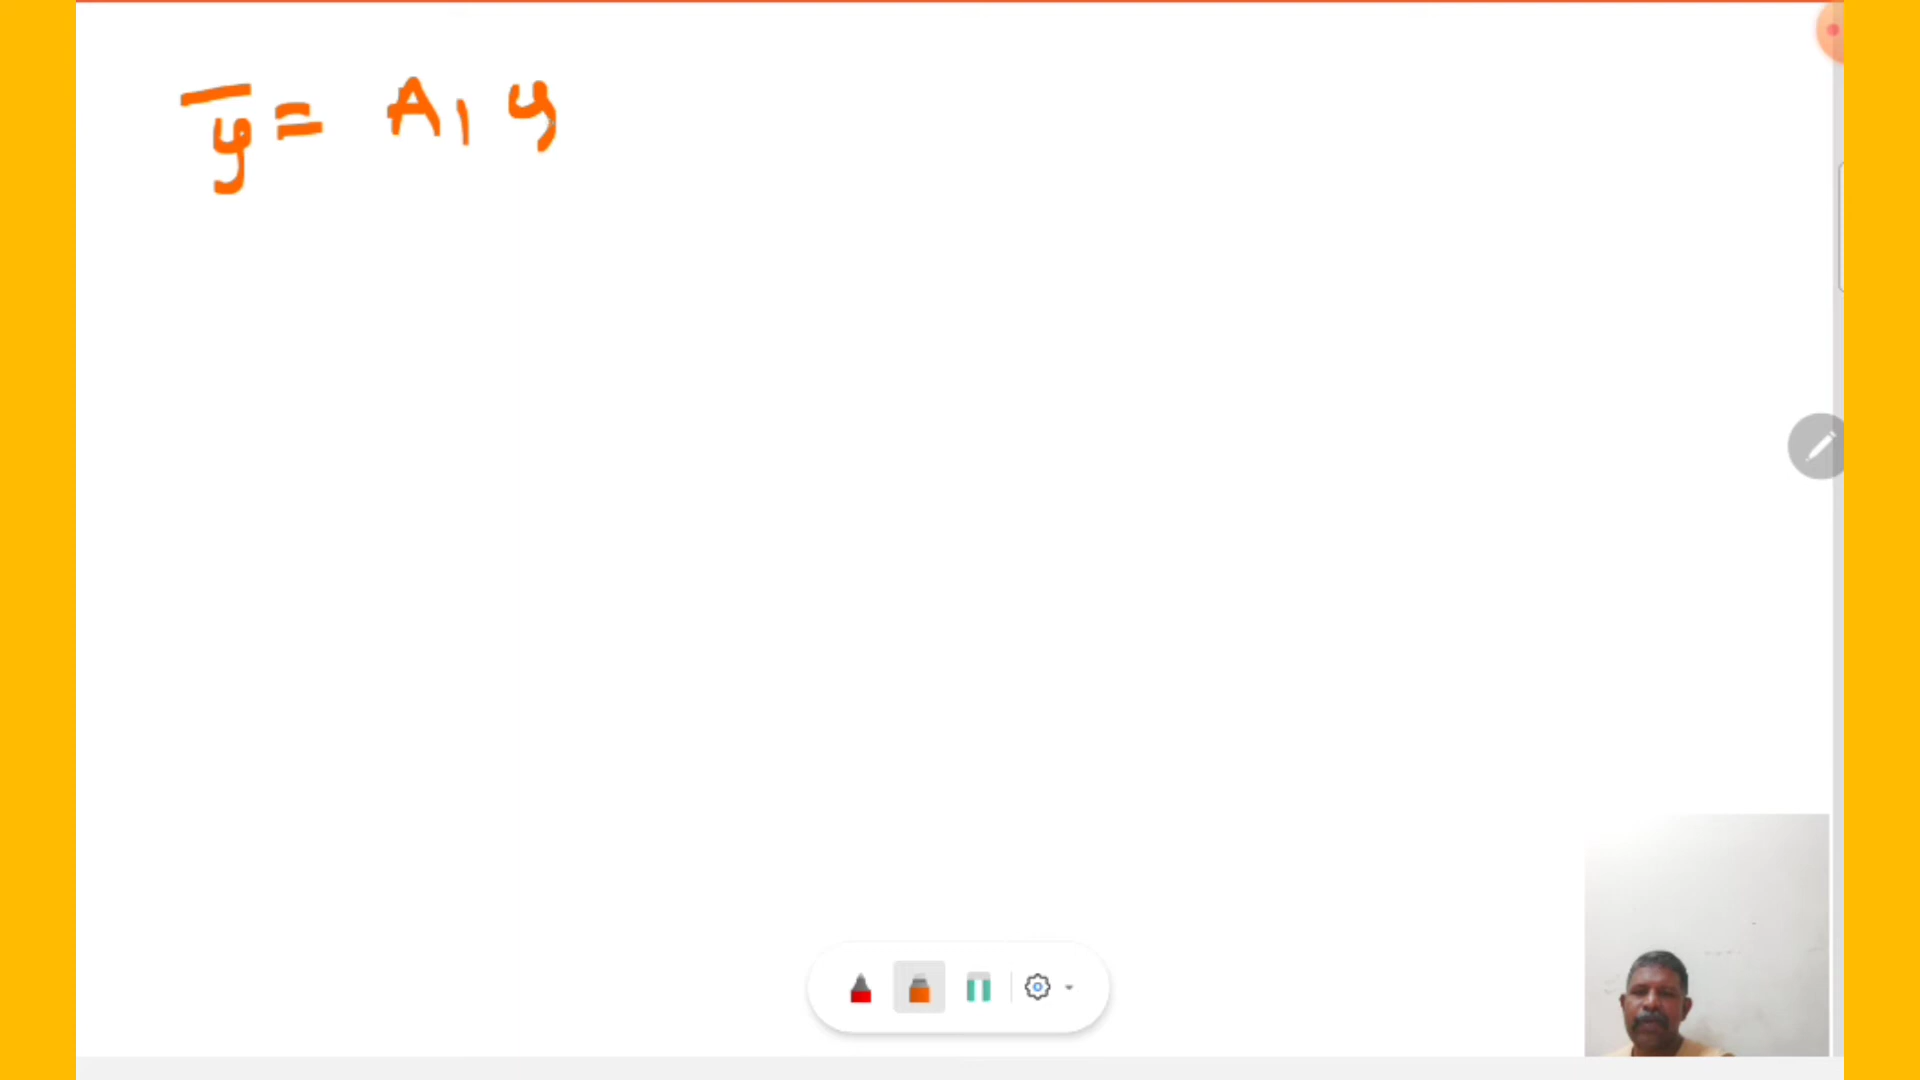 ȳ = A₁ y